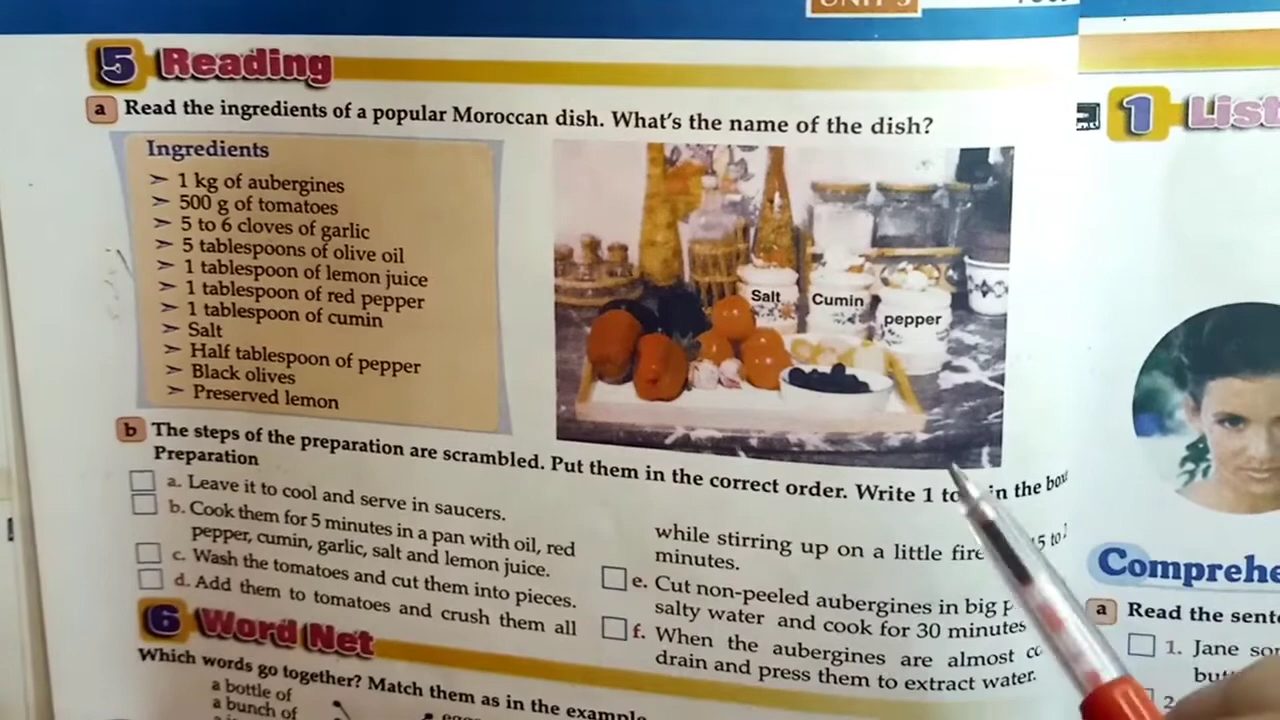 UNIT 3
5 Reading
a Read the ingredients of a popular Moroccan dish. What's the name of the dish?
Ingredients
➢ 1 kg of aubergines
➢ 500 g of tomatoes
➢ 5 to 6 cloves of garlic
➢ 5 tablespoons of olive oil
➢ 1 tablespoon of lemon juice
➢ 1 tablespoon of red pepper
➢ 1 tablespoon of cumin
➢ Salt
➢ Half tablespoon of pepper
➢ Black olives
➢ Preserved lemon
Salt
Cumin
pepper
b The steps of the preparation are scrambled. Put them in the correct order. Write 1 to in the
Preparation
a. Leave it to cool and serve in saucers.
b. Cook them for 5 minutes in a pan with oil, red
pepper, cumin, garlic, salt and lemon juice.
c. Wash the tomatoes and cut them into pieces.
d. Add them to tomatoes and crush them all
while stirring up on a little fire 15 to
minutes.
e. Cut non-peeled aubergines in big
salty water and cook for 30 minutes
f. When the aubergines are almost
drain and press them to extract water.
6 Word Net
Which words go together? Match them as in the example
a bottle of
a bunch of
1 List
Comprehe
a Read the sent
1. Jane
2